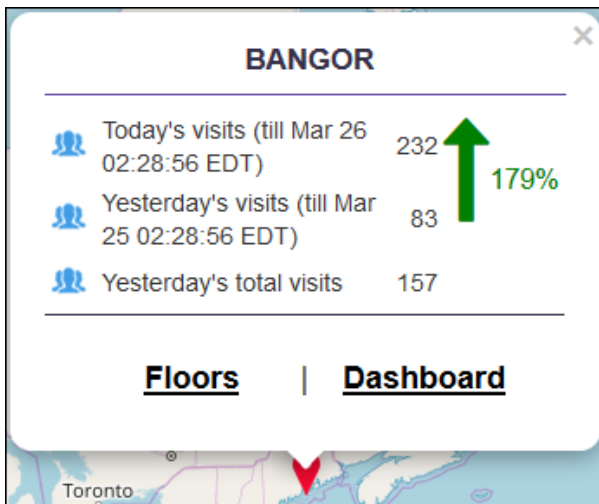 ×
BANGOR
Today's visits (till Mar 26
02:28:56 EDT)
232
179%
Yesterday's visits (till Mar
25 02:28:56 EDT)
83
Yesterday's total visits 157
Floors | Dashboard
Toronto